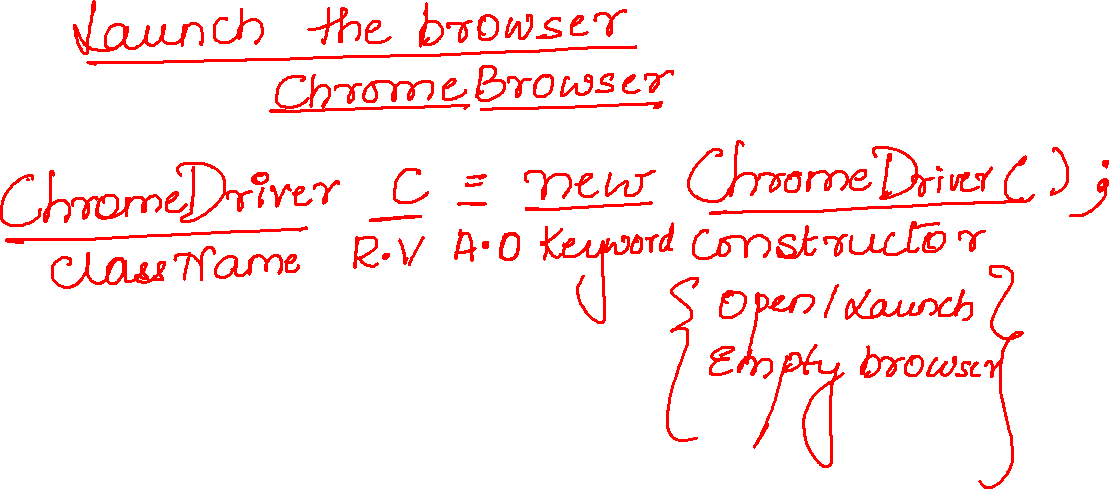 Launch the browser
ChromeBrowser
ChromeDriver C = new ChromeDriver();
ClassName R.V A.O Keyword Constructor
{ Open/Launch }
Empty browser